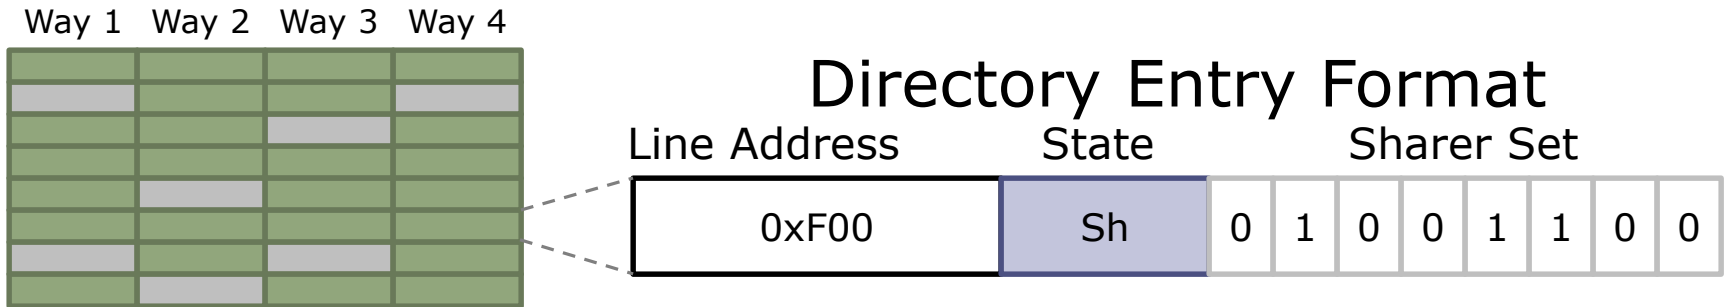 Way 1 Way 2 Way 3 Way 4
Directory Entry Format
Line Address State Sharer Set
0xF00 Sh 0 1 0 0 1 1 0 0